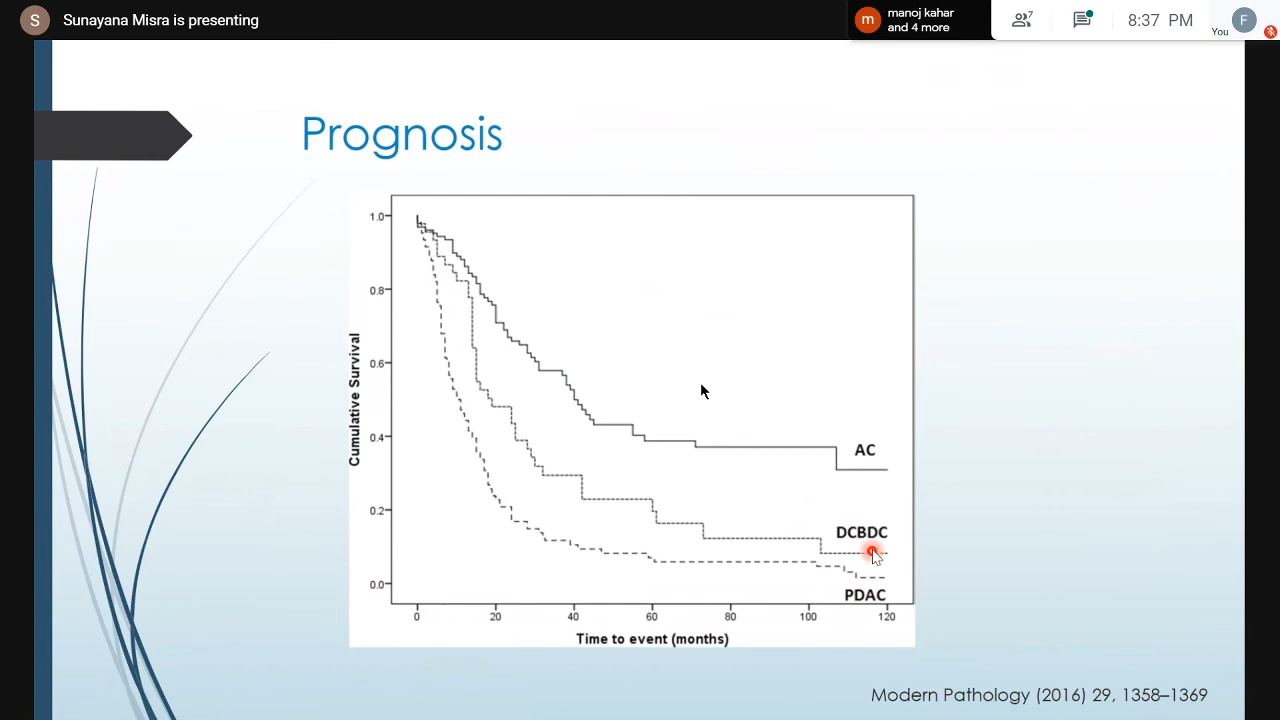 S Sunayana Misra is presenting
m manoj kahar
and 4 more
7
8:37 PM
You F
Prognosis
1.0
0.8
0.6
0.4
0.2
0.0
Cumulative Survival
AC
DCBDC
PDAC
0 20 40 60 80 100 120
Time to event (months)
Modern Pathology (2016) 29, 1358–1369